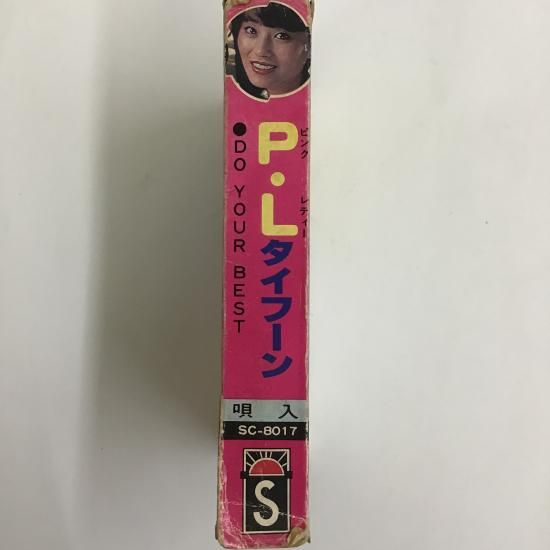 P・Lタイフーン
ピンク
レディー
●DO YOUR BEST
唄入
SC-8017
S